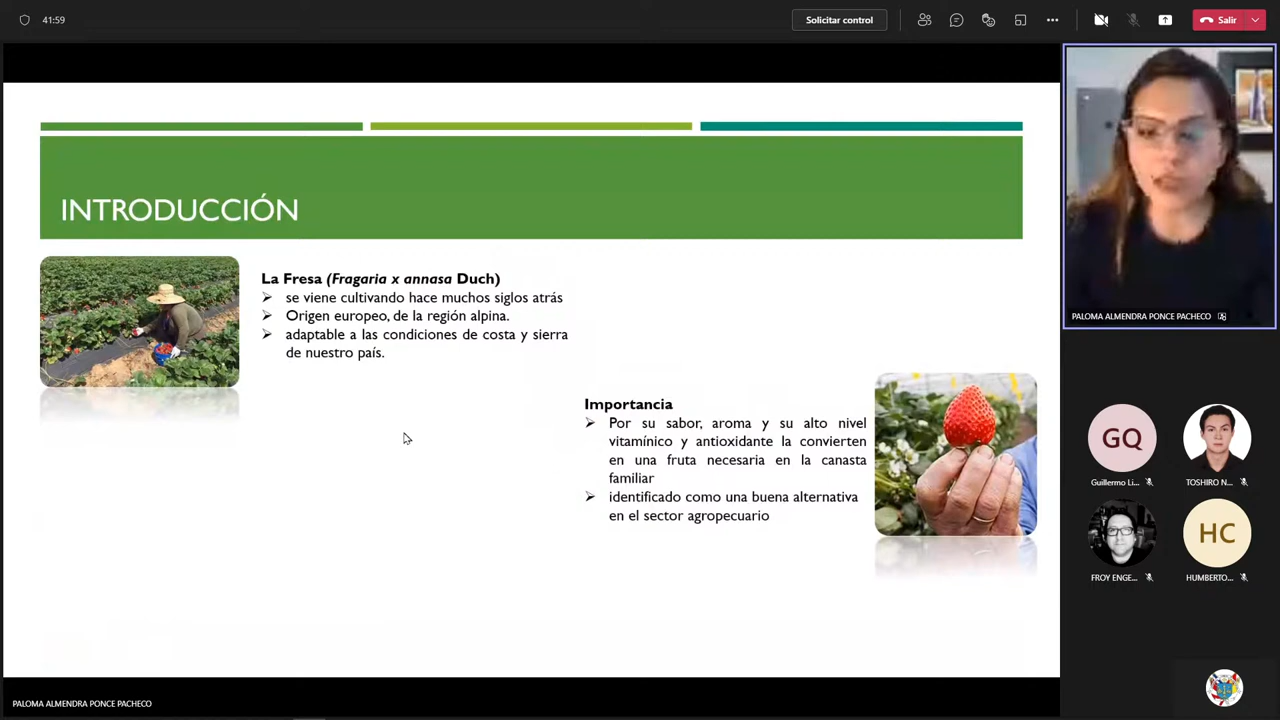 41:59
Solicitar control
Salir
INTRODUCCIÓN
La Fresa (Fragaria x annasa Duch)
➢ se viene cultivando hace muchos siglos atrás
➢ Origen europeo, de la región alpina.
➢ adaptable a las condiciones de costa y sierra
de nuestro país.
Importancia
➢ Por su sabor, aroma y su alto nivel
vitamínico y antioxidante la convierten
en una fruta necesaria en la canasta
familiar
➢ identificado como una buena alternativa
en el sector agropecuario
PALOMA ALMENDRA PONCE PACHECO
GQ
Guillermo Li...
TOSHIRO N...
FROY ENGE...
HC
HUMBERTO...
PALOMA ALMENDRA PONCE PACHECO